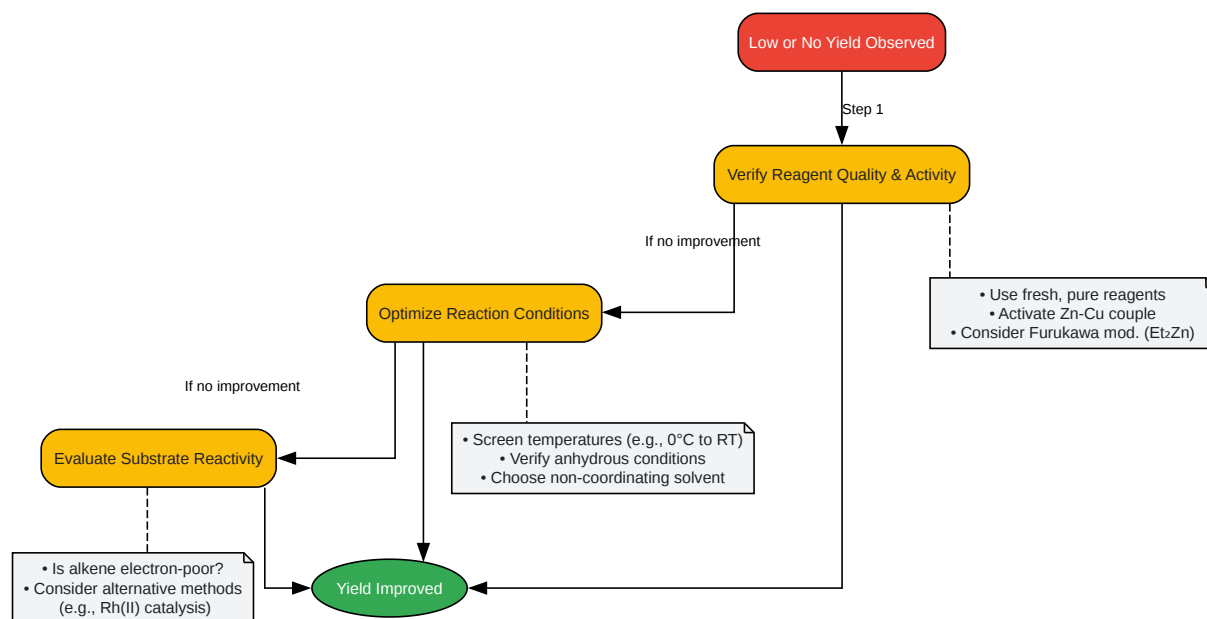 Low or No Yield Observed
Step 1
Verify Reagent Quality & Activity
If no improvement
• Use fresh, pure reagents
• Activate Zn-Cu couple
• Consider Furukawa mod. (Et₂Zn)
Optimize Reaction Conditions
If no improvement
• Screen temperatures (e.g., 0°C to RT)
• Verify anhydrous conditions
• Choose non-coordinating solvent
Evaluate Substrate Reactivity
• Is alkene electron-poor?
• Consider alternative methods
(e.g., Rh(II) catalysis)
Yield Improved